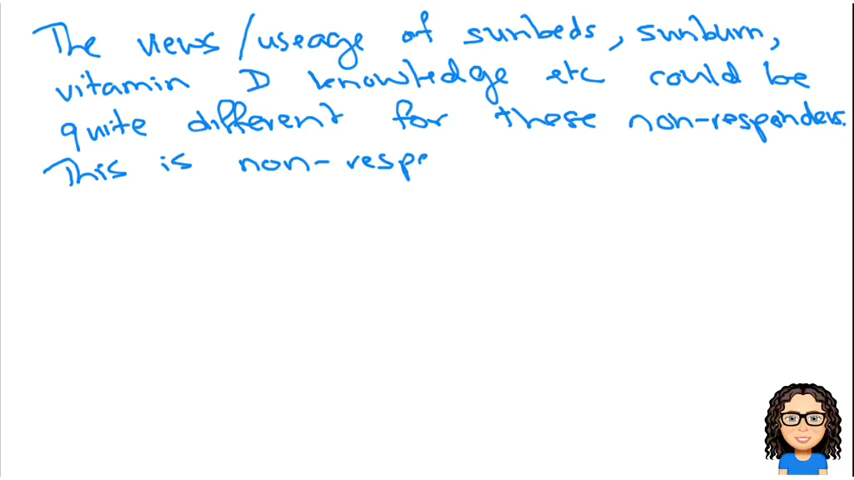 The views/useage of sunbeds, sunburn,
vitamin D knowledge etc could be
quite different for these non-responders.
This is non-resp